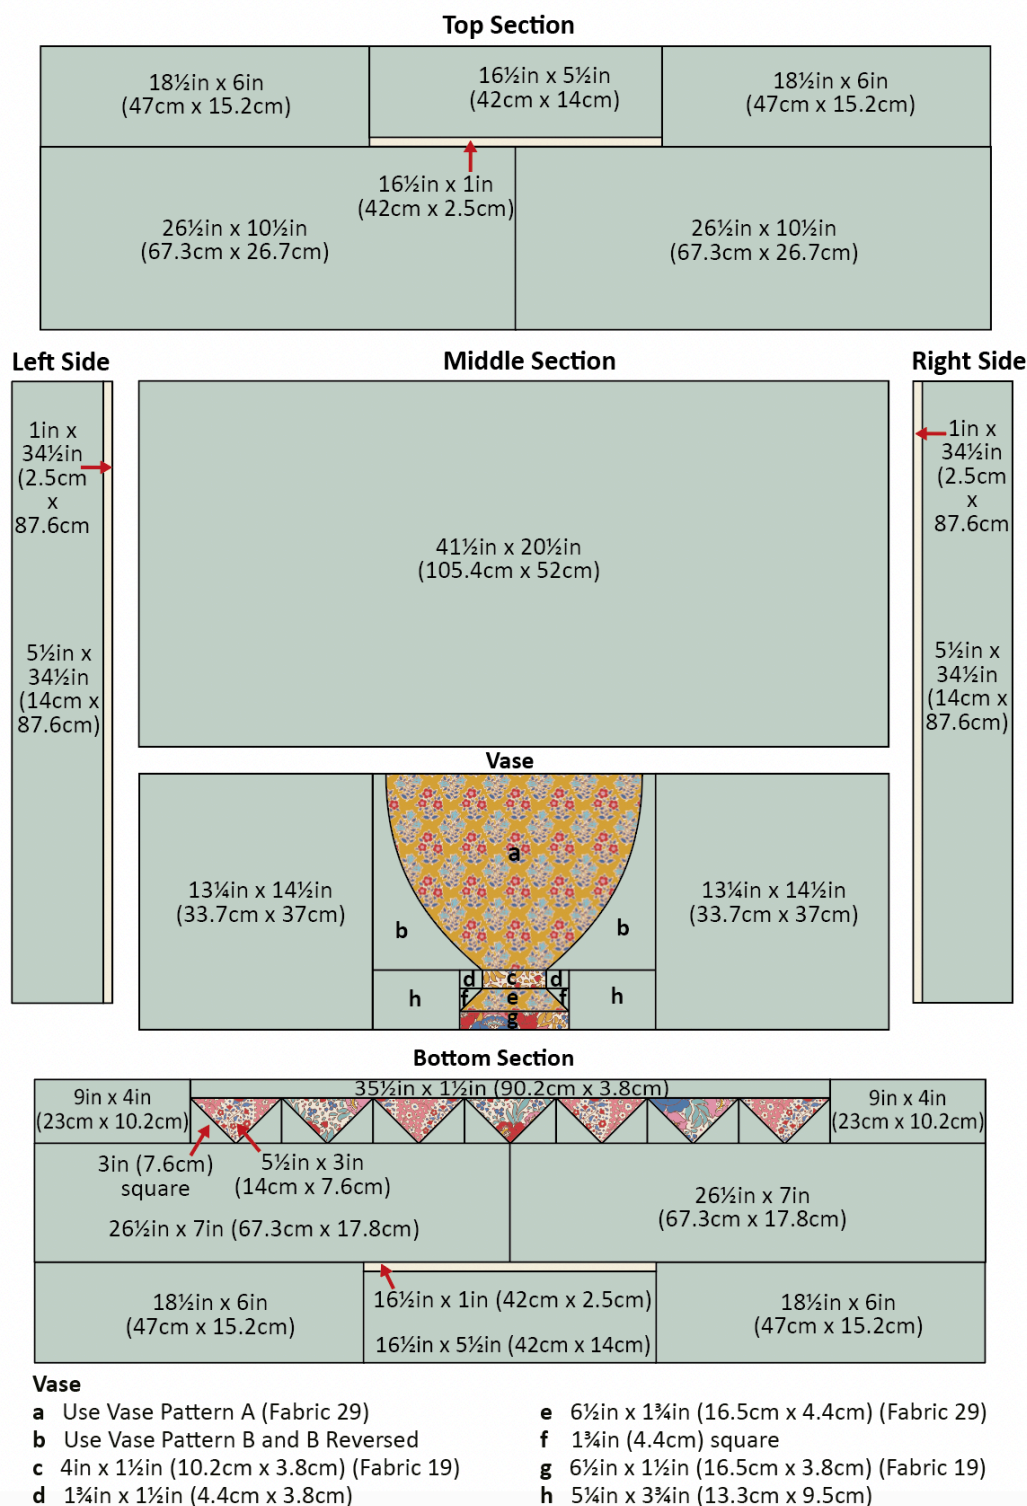 Top Section
18½in x 6in
(47cm x 15.2cm)
16½in x 5½in
(42cm x 14cm)
18½in x 6in
(47cm x 15.2cm)
16½in x 1in
(42cm x 2.5cm)
26½in x 10½in
(67.3cm x 26.7cm)
26½in x 10½in
(67.3cm x 26.7cm)
Left Side
1in x
34½in
(2.5cm
x
87.6cm
5½in x
34½in
(14cm x
87.6cm)
Middle Section
41½in x 20½in
(105.4cm x 52cm)
Right Side
1in x
34½in
(2.5cm
x
87.6cm
5½in x
34½in
(14cm x
87.6cm)
Vase
13¼in x 14½in
(33.7cm x 37cm)
a
b
b
d
c
d
f
e
f
h
h
g
13¼in x 14½in
(33.7cm x 37cm)
Bottom Section
9in x 4in
(23cm x 10.2cm)
35½in x 1½in (90.2cm x 3.8cm)
9in x 4in
(23cm x 10.2cm)
3in (7.6cm)
square
5½in x 3in
(14cm x 7.6cm)
26½in x 7in (67.3cm x 17.8cm)
26½in x 7in
(67.3cm x 17.8cm)
18½in x 6in
(47cm x 15.2cm)
16½in x 1in (42cm x 2.5cm)
16½in x 5½in (42cm x 14cm)
18½in x 6in
(47cm x 15.2cm)
Vase
a Use Vase Pattern A (Fabric 29)
b Use Vase Pattern B and B Reversed
c 4in x 1½in (10.2cm x 3.8cm) (Fabric 19)
d 1¾in x 1½in (4.4cm x 3.8cm)
e 6½in x 1¾in (16.5cm x 4.4cm) (Fabric 29)
f 1¾in (4.4cm) square
g 6½in x 1½in (16.5cm x 3.8cm) (Fabric 19)
h 5¼in x 3¾in (13.3cm x 9.5cm)